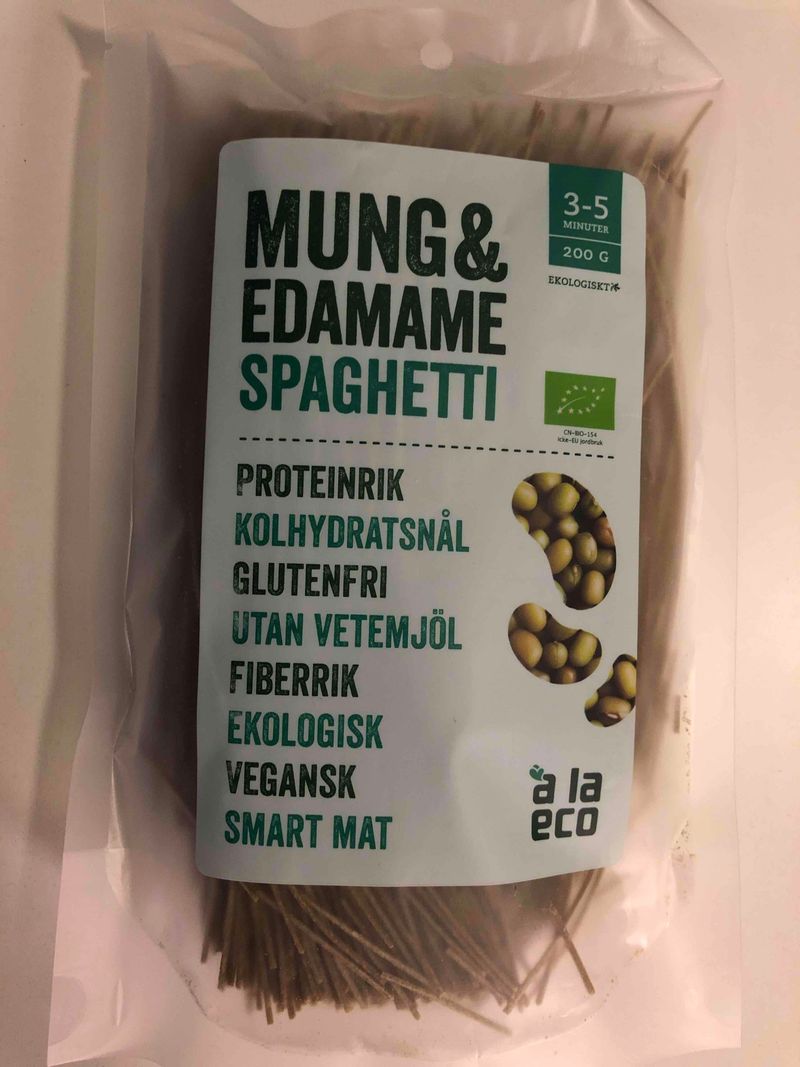 MUNG&
EDAMAME
SPAGHETTI
3-5
MINUTER
200 G
EKOLOGISKT
CN-BIO-154
icke-EU jordbruk
PROTEINRIK
KOLHYDRATSNÅL
GLUTENFRI
UTAN VETEMJÖL
FIBERRIK
EKOLOGISK
VEGANSK
SMART MAT
à la
eco